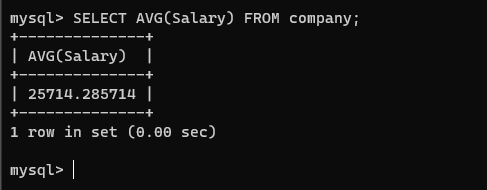 mysql> SELECT AVG(Salary) FROM company;
+--------------+
| AVG(Salary)  |
+--------------+
| 25714.285714 |
+--------------+
1 row in set (0.00 sec)
mysql>